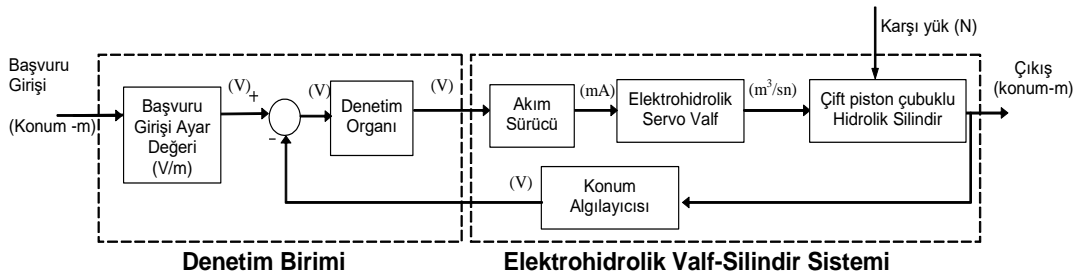 Karşı yük (N)
Başvuru
Girişi
(Konum -m)
Başvuru
Girişi Ayar
Değeri
(V/m)
(V)
+
-
(V)
Denetim
Organı
(V)
Akım
Sürücü
(mA)
Elektrohidrolik
Servo Valf
(m³/sn)
Çift piston çubuklu
Hidrolik Silindir
Çıkış
(konum-m)
(V)
Konum
Algılayıcısı
Denetim Birimi
Elektrohidrolik Valf-Silindir Sistemi